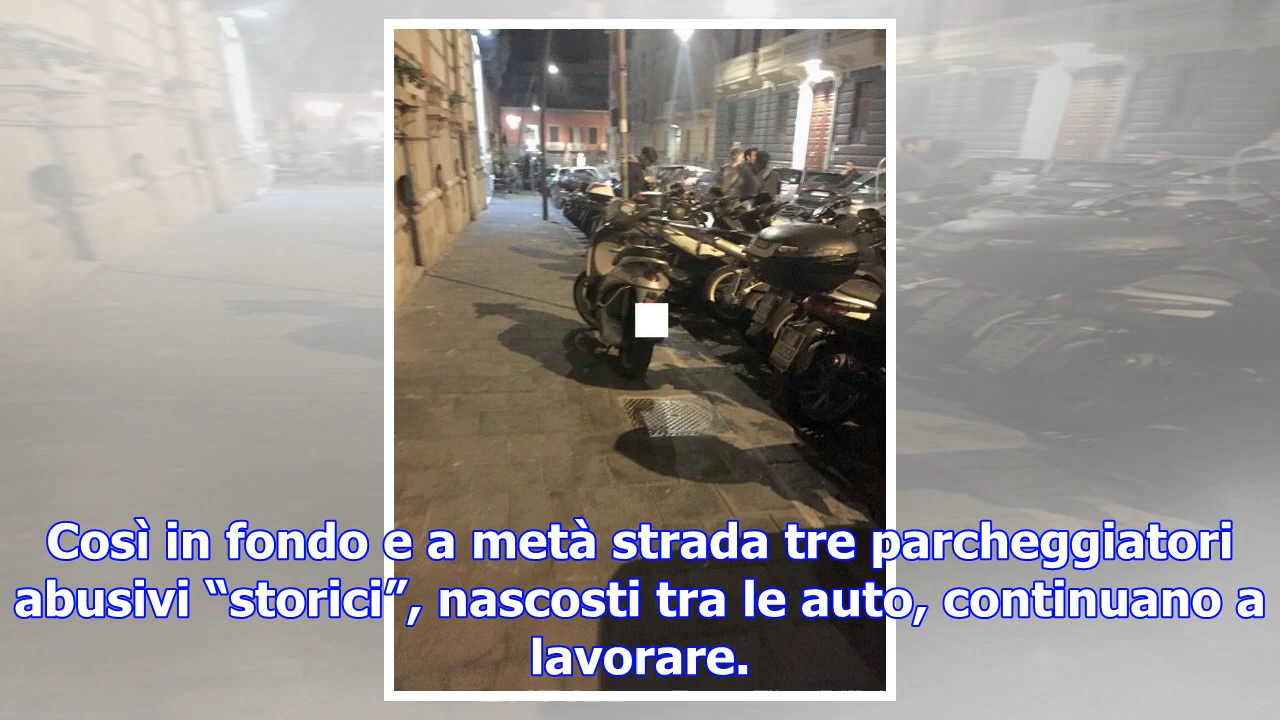 Così in fondo e a metà strada tre parcheggiatori
abusivi “storici”, nascosti tra le auto, continuano a
lavorare.